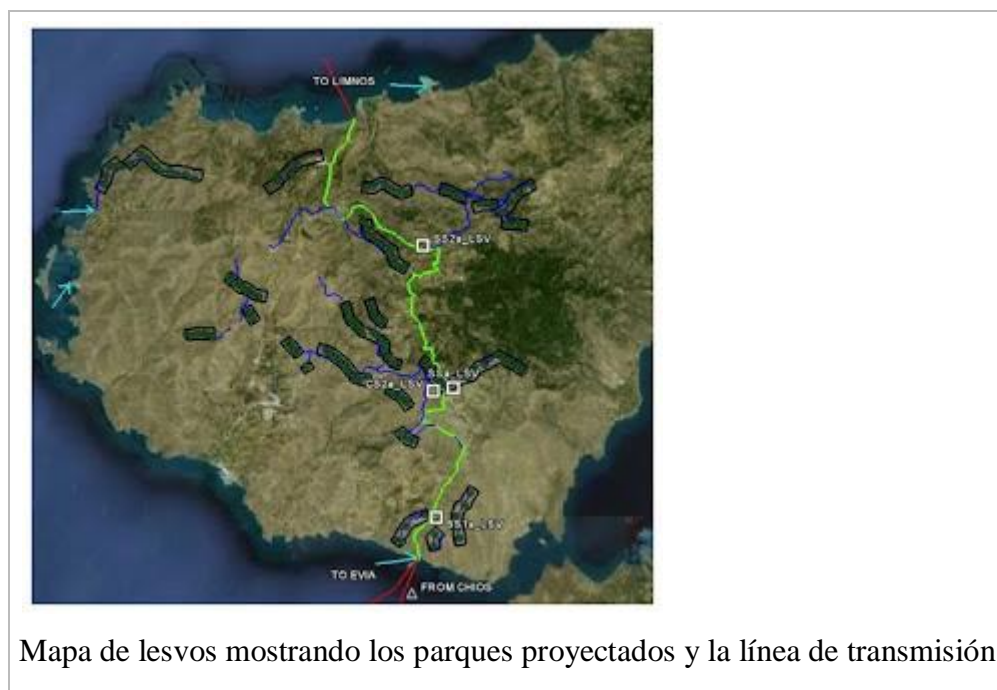 TO LIMNOS
SS2a_LSV
SSa_LSV
CS2a_LSV
SS1a_LSV
TO EVIA
FROM CHIOS
Mapa de lesvos mostrando los parques proyectados y la línea de transmisión